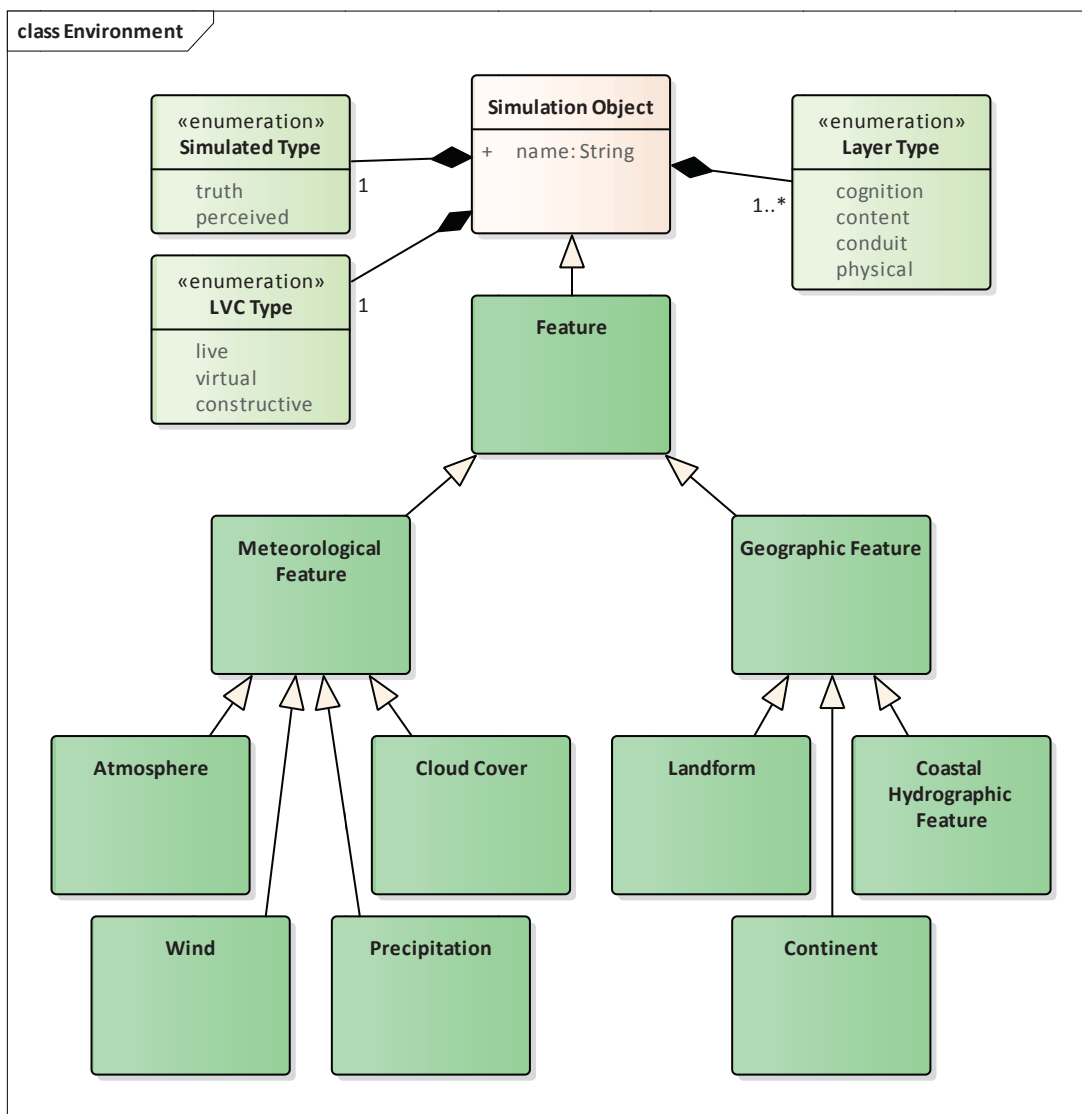 class Environment
«enumeration»
Simulated Type
truth
perceived
1
«enumeration»
LVC Type
live
virtual
constructive
1
Simulation Object
+ name: String
«enumeration»
Layer Type
cognition
content
conduit
physical
1..*
Feature
Meteorological
Feature
Geographic Feature
Atmosphere
Cloud Cover
Landform
Coastal
Hydrographic
Feature
Wind
Precipitation
Continent